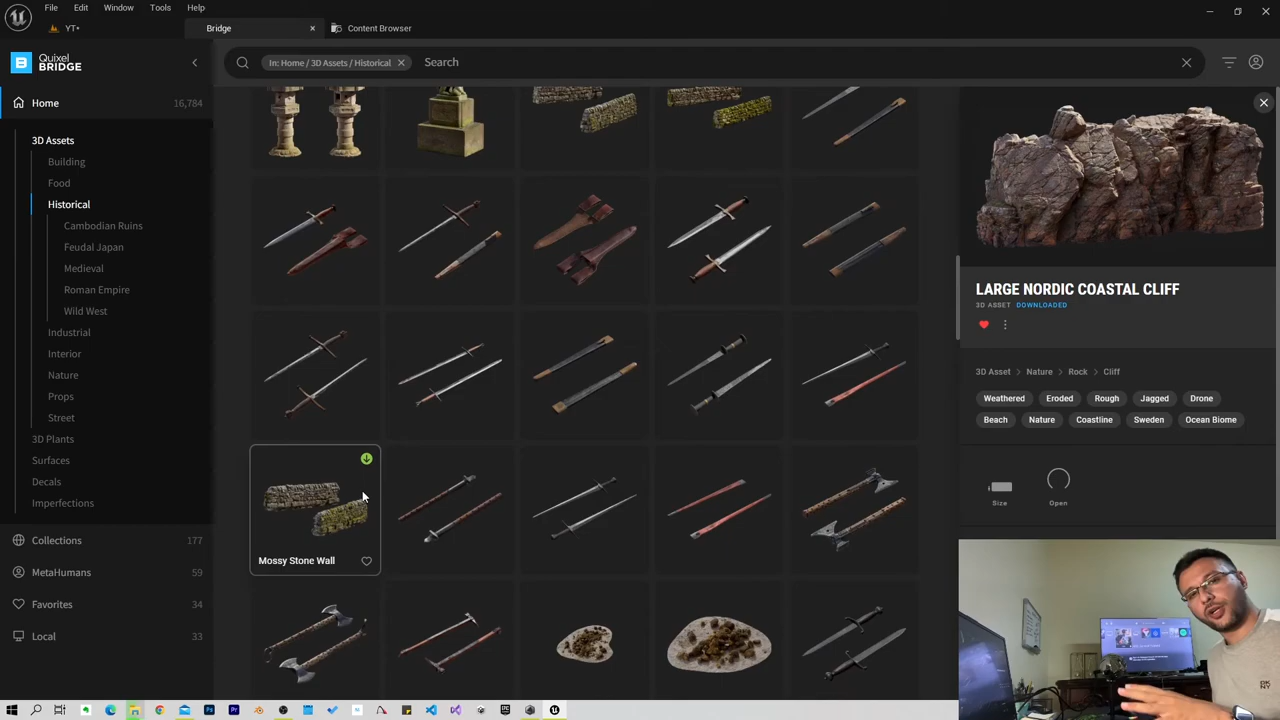 File Edit Window Tools Help
YT•
Bridge
Content Browser
Quixel
BRIDGE
In: Home / 3D Assets / Historical
Search
Home 16,784
3D Assets
Building
Food
Historical
Cambodian Ruins
Feudal Japan
Medieval
Roman Empire
Wild West
Industrial
Interior
Nature
Props
Street
3D Plants
Surfaces
Decals
Imperfections
Collections 177
MetaHumans 59
Favorites 34
Local 33
Mossy Stone Wall
LARGE NORDIC COASTAL CLIFF
3D ASSET DOWNLOADED
3D Asset > Nature > Rock > Cliff
Weathered Eroded Rough Jagged Drone
Beach Nature Coastline Sweden Ocean Biome
Size Open